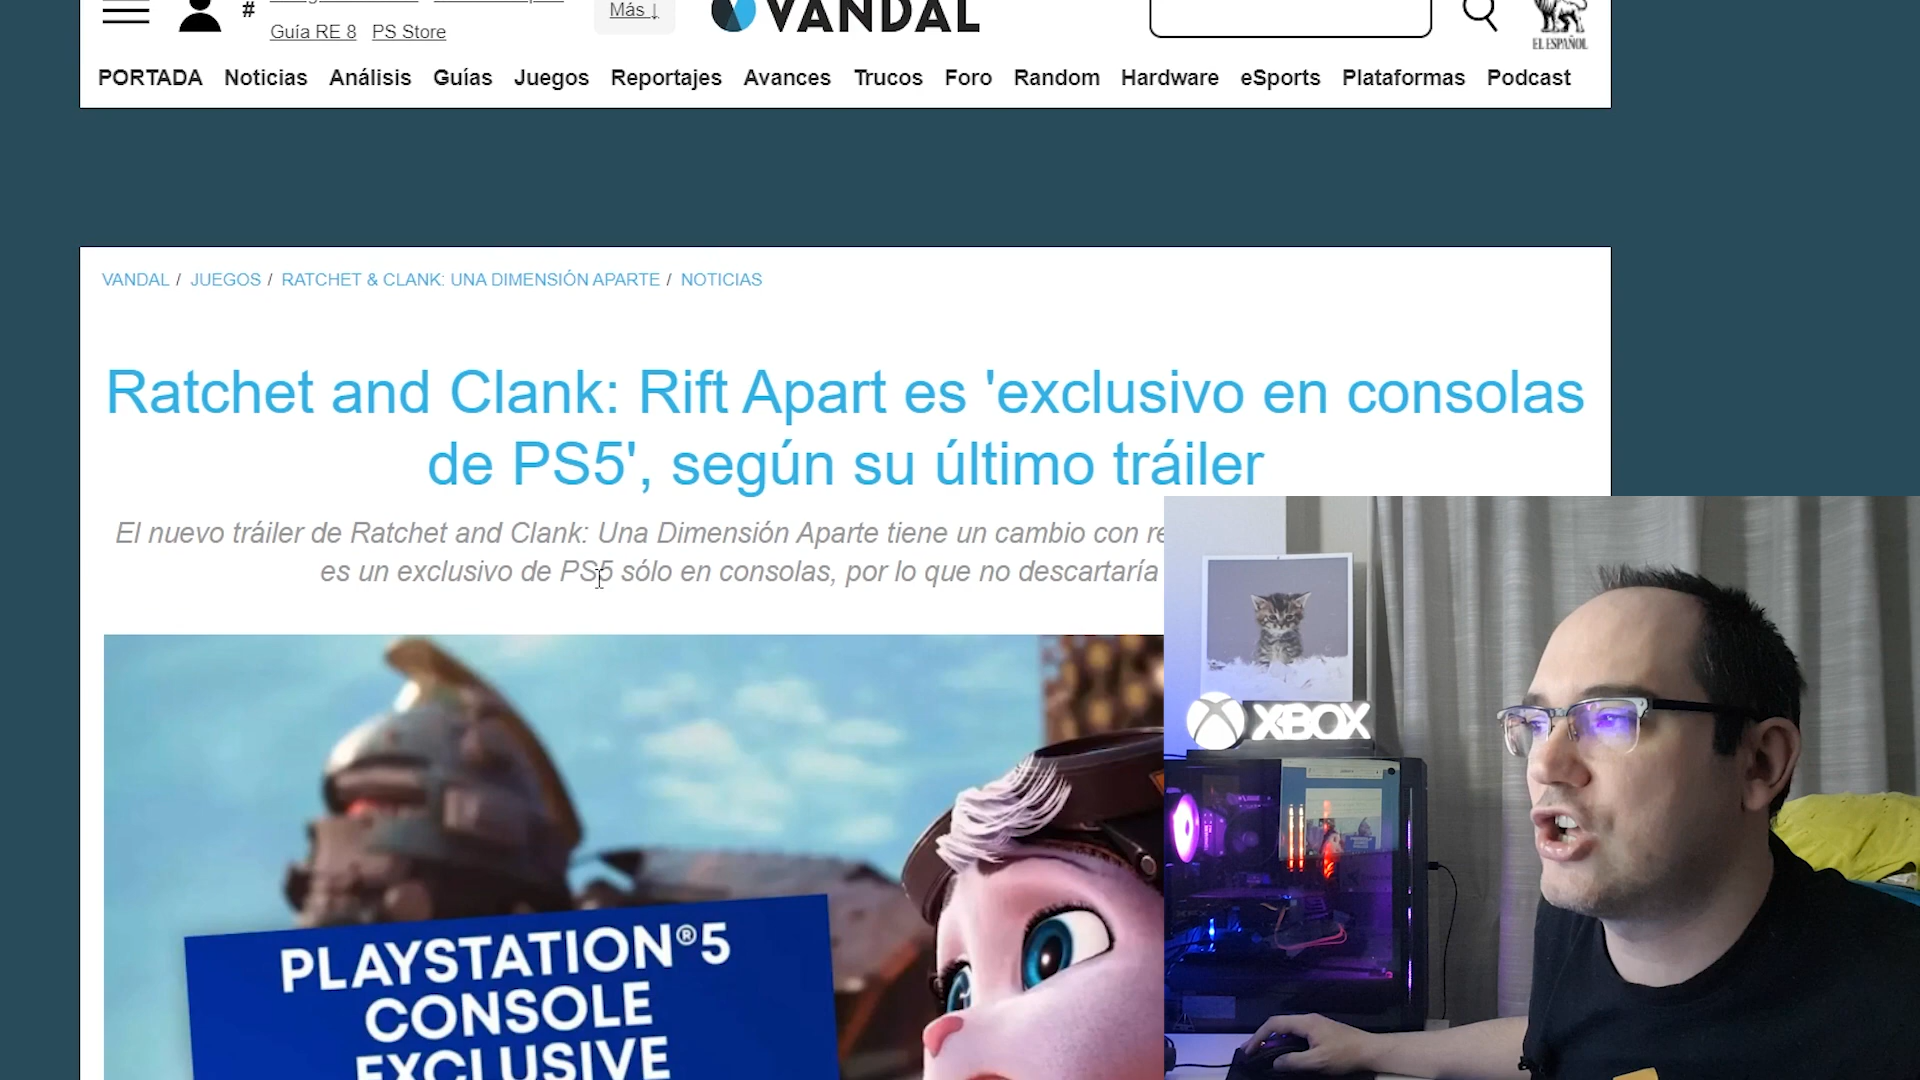 #
Más ↓
VANDAL
Guía RE 8 PS Store
EL ESPAÑOL
PORTADA Noticias Análisis Guías Juegos Reportajes Avances Trucos Foro Random Hardware eSports Plataformas Podcast
VANDAL / JUEGOS / RATCHET & CLANK: UNA DIMENSIÓN APARTE / NOTICIAS
Ratchet and Clank: Rift Apart es 'exclusivo en consolas
de PS5', según su último tráiler
El nuevo tráiler de Ratchet and Clank: Una Dimensión Aparte tiene un cambio con
es un exclusivo de PS5 sólo en consolas, por lo que no descartaría
XBOX
PLAYSTATION®5
CONSOLE
EXCLUSIVE